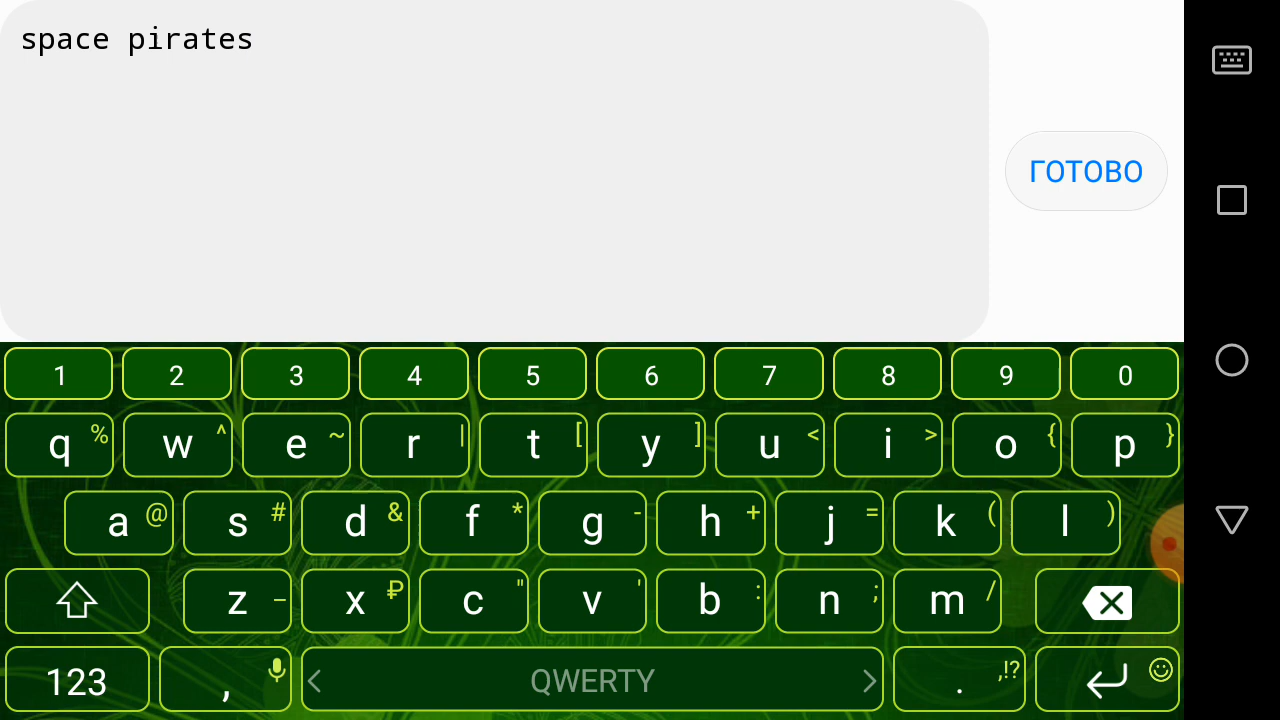 space pirates
ГОТОВО
1 2 3 4 5 6 7 8 9 0
q % w ^ e ~ r | t [ y ] u < i > o { p }
a @ s # d & f * g - h + j = k ( l )
z _ x ₽ c " v ' b : n ; m /
123 , QWERTY . ,!?